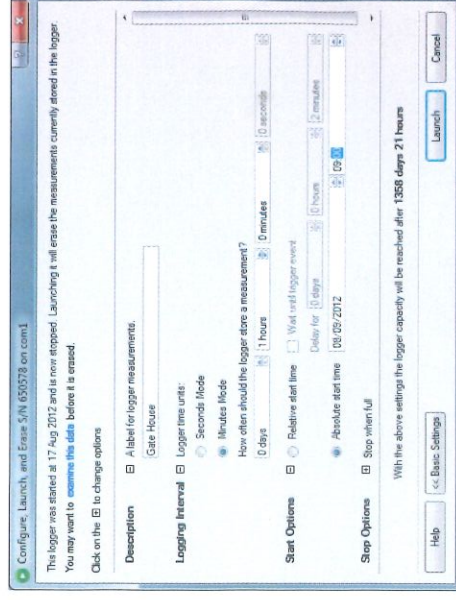 Configure, Launch, and Erase S/N 650578 on com1
This logger was started at 17 Aug 2012 and is now stopped. Launching it will erase the measurements currently stored in the logger.
You may want to examine this data before it is erased.
Click on the + to change options
Description
A label for logger measurements.
Gate House
Logging Interval
Logger time units:
Seconds Mode
Minutes Mode
How often should the logger store a measurement?
0 days 1 hours 0 minutes 0 seconds
Start Options
Relative start time Wait until logger event
Delay for 0 days 0 hours 2 minutes
Absolute start time 08/09/2012
Stop Options
Stop when full
With the above settings the logger capacity will be reached after 1358 days 21 hours
Help << Basic Settings Launch Cancel